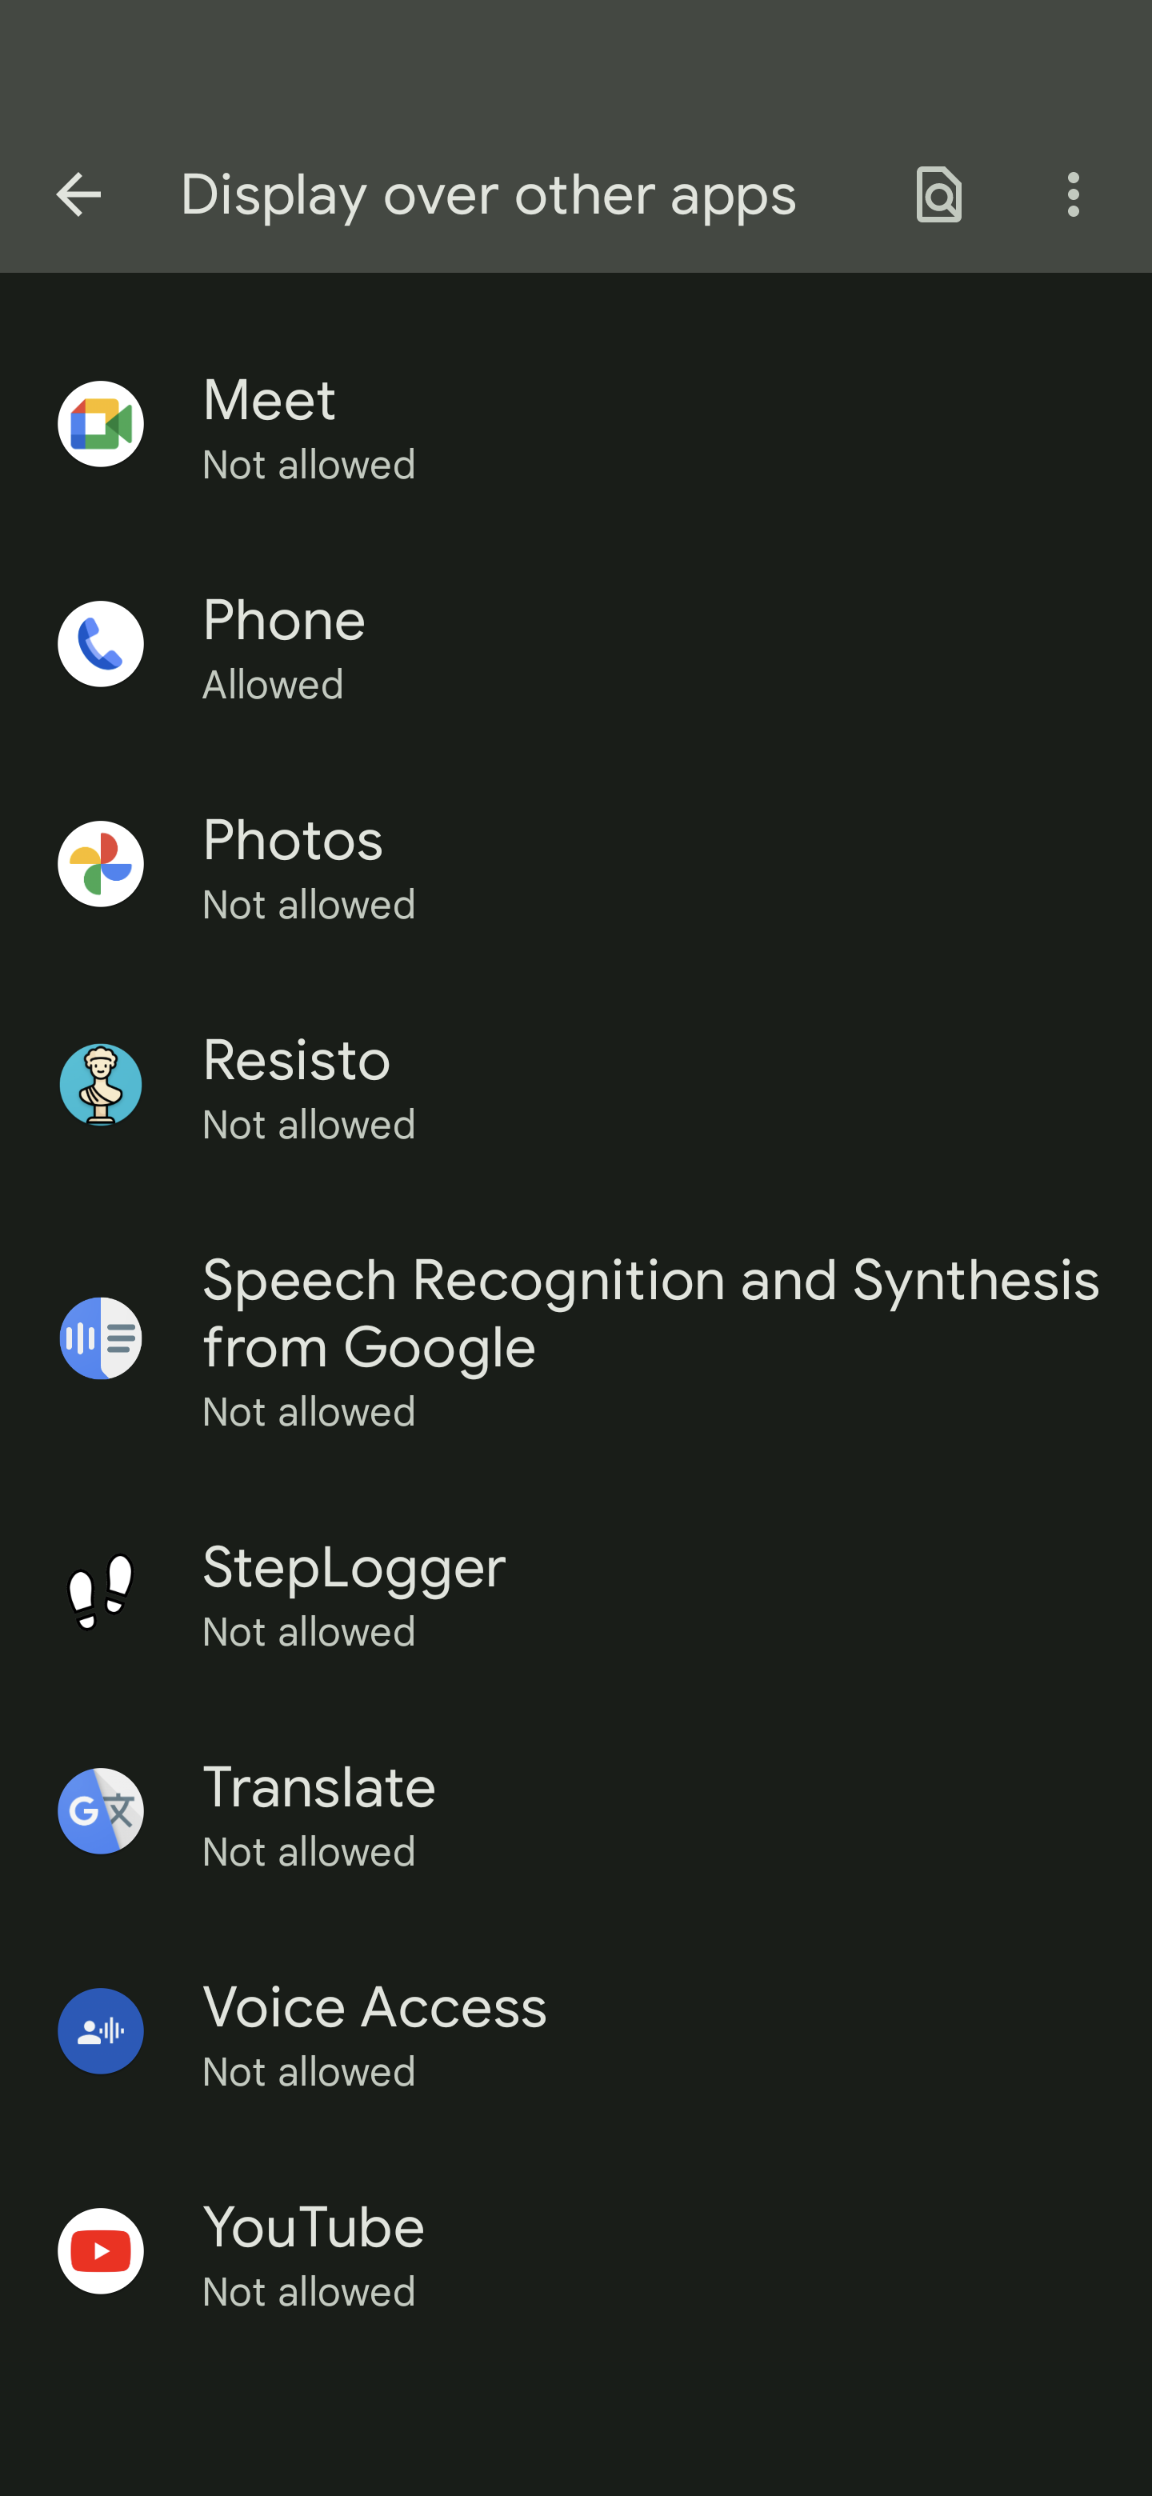 Display over other apps
Meet
Not allowed
Phone
Allowed
Photos
Not allowed
Resisto
Not allowed
Speech Recognition and Synthesis
from Google
Not allowed
StepLogger
Not allowed
Translate
Not allowed
Voice Access
Not allowed
YouTube
Not allowed